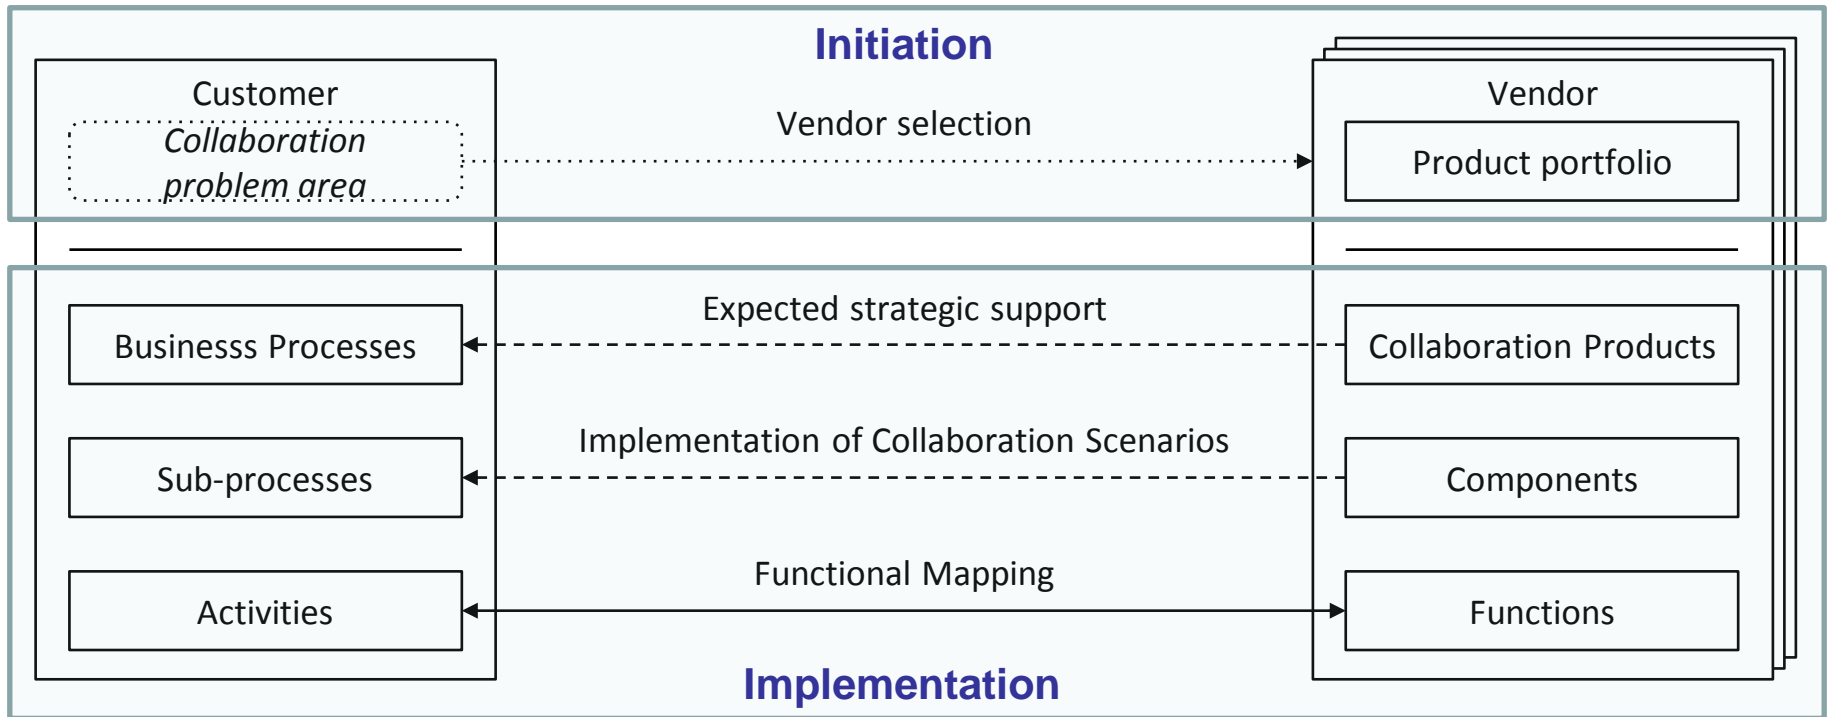 Initiation
Customer
Vendor
Collaboration
problem area
Vendor selection
Product portfolio
Expected strategic support
Businesss Processes
Collaboration Products
Implementation of Collaboration Scenarios
Sub-processes
Components
Functional Mapping
Activities
Functions
Implementation